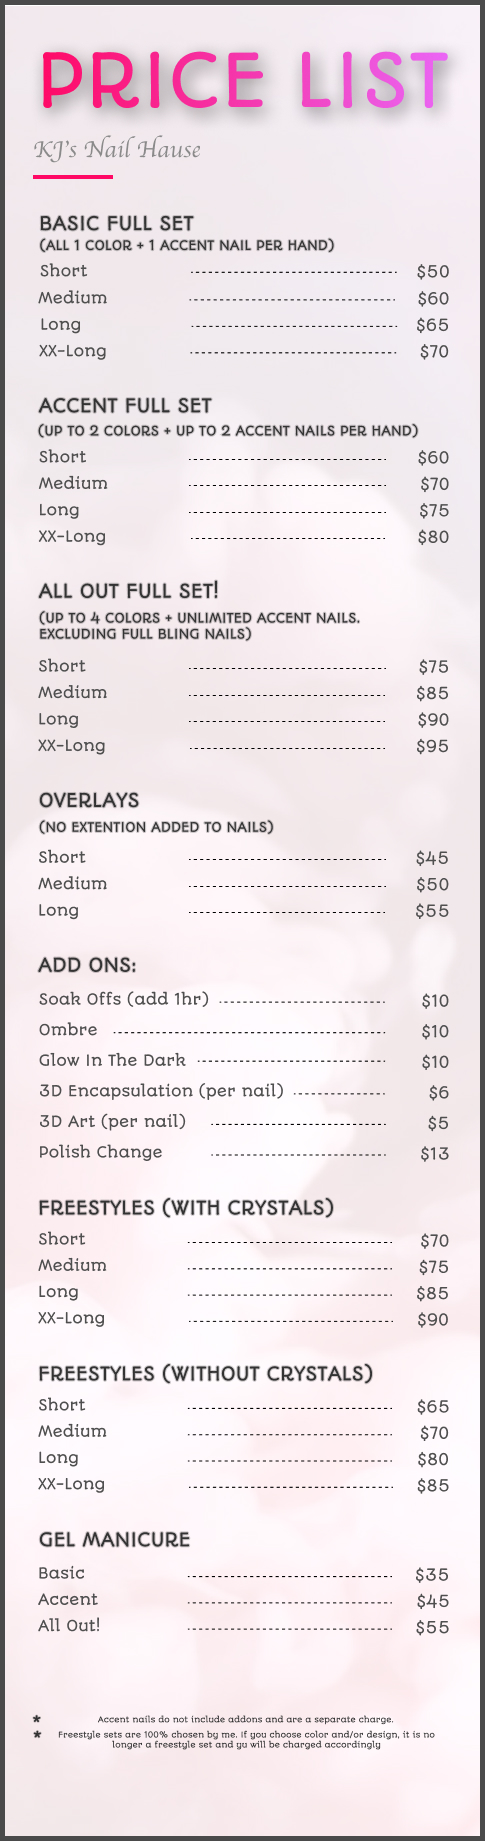 PRICE LIST
KJ's Nail Hause
BASIC FULL SET
(ALL 1 COLOR + 1 ACCENT NAIL PER HAND)
Short $50
Medium $60
Long $65
XX-Long $70
ACCENT FULL SET
(UP TO 2 COLORS + UP TO 2 ACCENT NAILS PER HAND)
Short $60
Medium $70
Long $75
XX-Long $80
ALL OUT FULL SET!
(UP TO 4 COLORS + UNLIMITED ACCENT NAILS.
EXCLUDING FULL BLING NAILS)
Short $75
Medium $85
Long $90
XX-Long $95
OVERLAYS
(NO EXTENTION ADDED TO NAILS)
Short $45
Medium $50
Long $55
ADD ONS:
Soak Offs (add 1hr) $10
Ombre $10
Glow In The Dark $10
3D Encapsulation (per nail) $6
3D Art (per nail) $5
Polish Change $13
FREESTYLES (WITH CRYSTALS)
Short $70
Medium $75
Long $85
XX-Long $90
FREESTYLES (WITHOUT CRYSTALS)
Short $65
Medium $70
Long $80
XX-Long $85
GEL MANICURE
Basic $35
Accent $45
All Out! $55
* Accent nails do not include addons and are a separate charge.
* Freestyle sets are 100% chosen by me. If you choose color and/or design, it is no
longer a freestyle set and yu will be charged accordingly